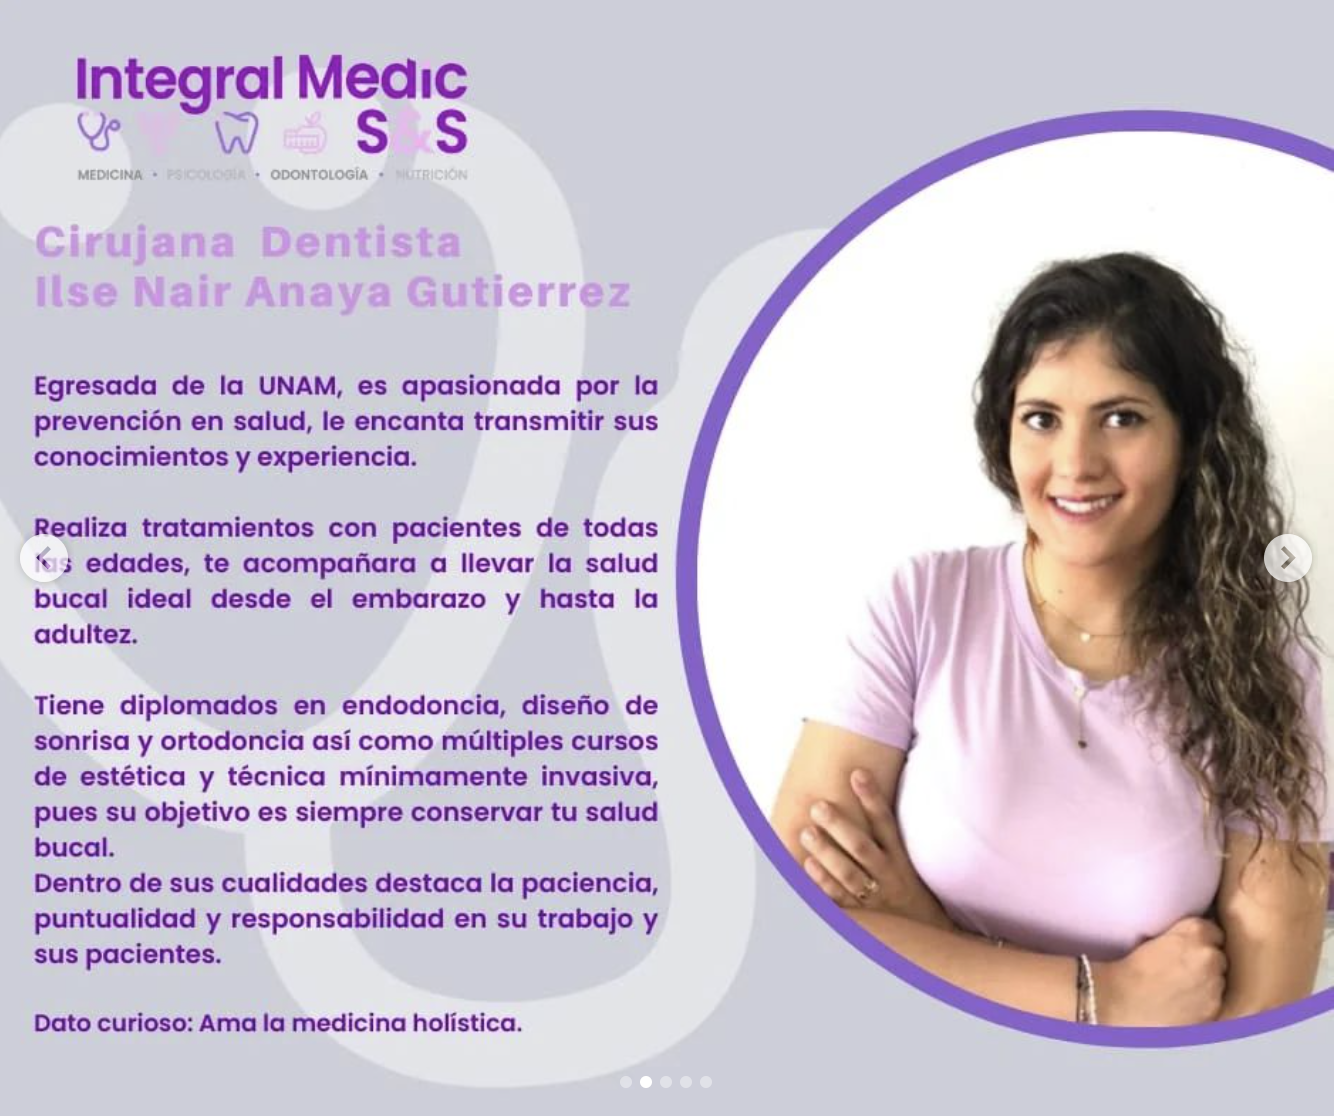 Integral Medic
S&S
MEDICINA • PSICOLOGÍA • ODONTOLOGÍA • NUTRICIÓN
Cirujana Dentista
Ilse Nair Anaya Gutierrez
Egresada de la UNAM, es apasionada por la
prevención en salud, le encanta transmitir sus
conocimientos y experiencia.
Realiza tratamientos con pacientes de todas
las edades, te acompañara a llevar la salud
bucal ideal desde el embarazo y hasta la
adultez.
Tiene diplomados en endodoncia, diseño de
sonrisa y ortodoncia así como múltiples cursos
de estética y técnica mínimamente invasiva,
pues su objetivo es siempre conservar tu salud
bucal.
Dentro de sus cualidades destaca la paciencia,
puntualidad y responsabilidad en su trabajo y
sus pacientes.
Dato curioso: Ama la medicina holística.